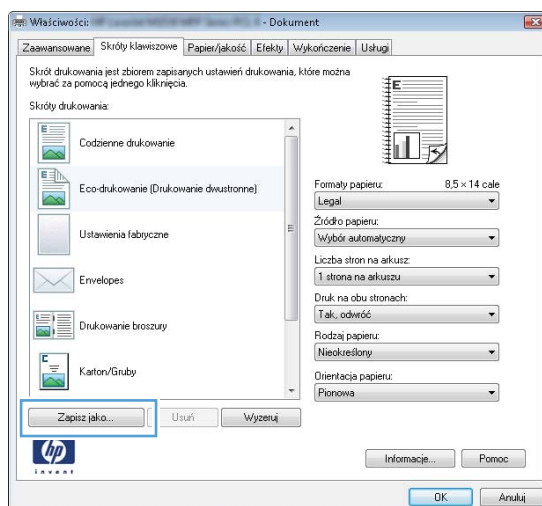 Właściwości: - Dokument
Zaawansowane Skróty klawiszowe Papier/jakość Efekty Wykończenie Usługi
Skrót drukowania jest zbiorem zapisanych ustawień drukowania, które można
wybrać za pomocą jednego kliknięcia.
Skróty drukowania:
Codzienne drukowanie
Eco-drukowanie (Drukowanie dwustronne)
Ustawienia fabryczne
Envelopes
Drukowanie broszury
Karton/Gruby
E
Formaty papieru: 8,5 × 14 cale
Legal
Źródło papieru:
Wybór automatyczny
Liczba stron na arkusz:
1 strona na arkuszu
Druk na obu stronach:
Tak, odwróć
Rodzaj papieru:
Nieokreślony
Orientacja papieru:
Pionowa
Zapisz jako... Usuń Wyzeruj
hp
invent
Informacje... Pomoc
OK Anuluj